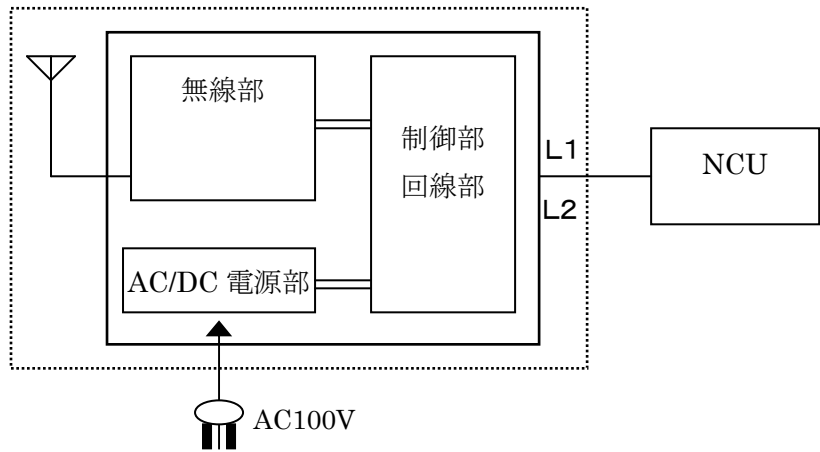 無線部
制御部
回線部
L1
L2
NCU
AC/DC 電源部
AC100V